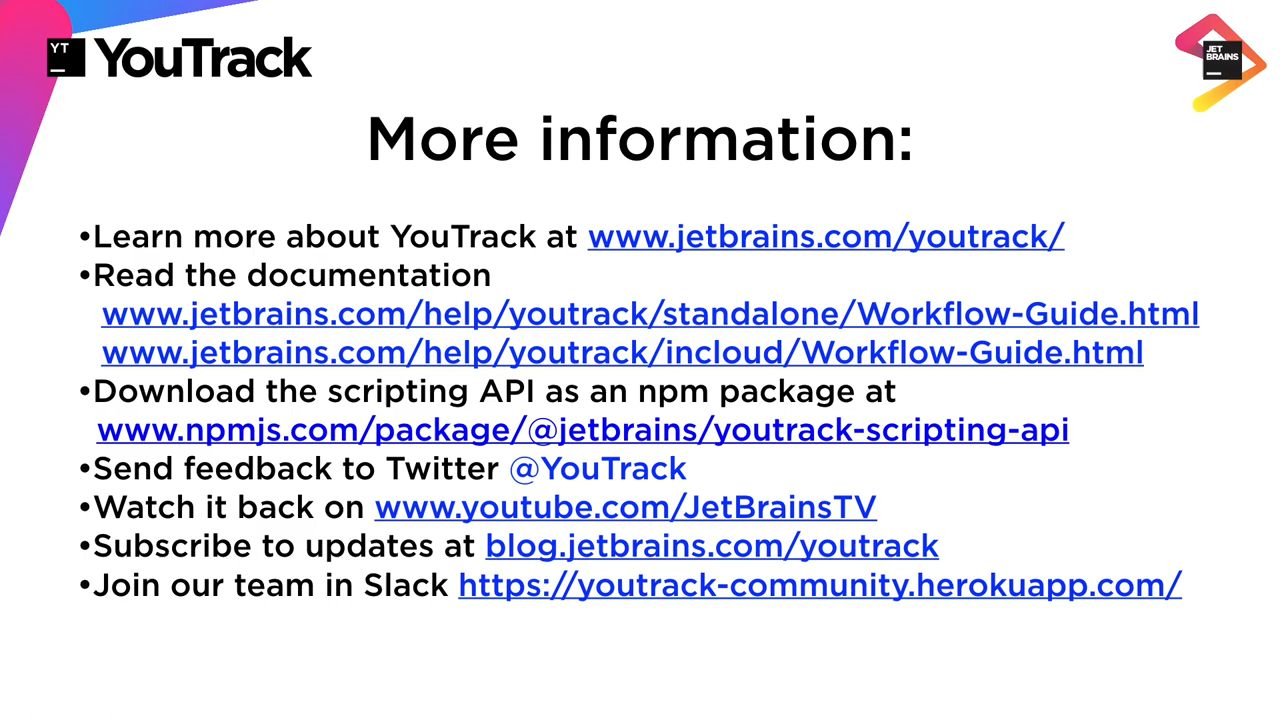 YT
YouTrack
JET
BRAINS
More information:
•Learn more about YouTrack at www.jetbrains.com/youtrack/
•Read the documentation
www.jetbrains.com/help/youtrack/standalone/Workflow-Guide.html
www.jetbrains.com/help/youtrack/incloud/Workflow-Guide.html
•Download the scripting API as an npm package at
www.npmjs.com/package/@jetbrains/youtrack-scripting-api
•Send feedback to Twitter @YouTrack
•Watch it back on www.youtube.com/JetBrainsTV
•Subscribe to updates at blog.jetbrains.com/youtrack
•Join our team in Slack https://youtrack-community.herokuapp.com/